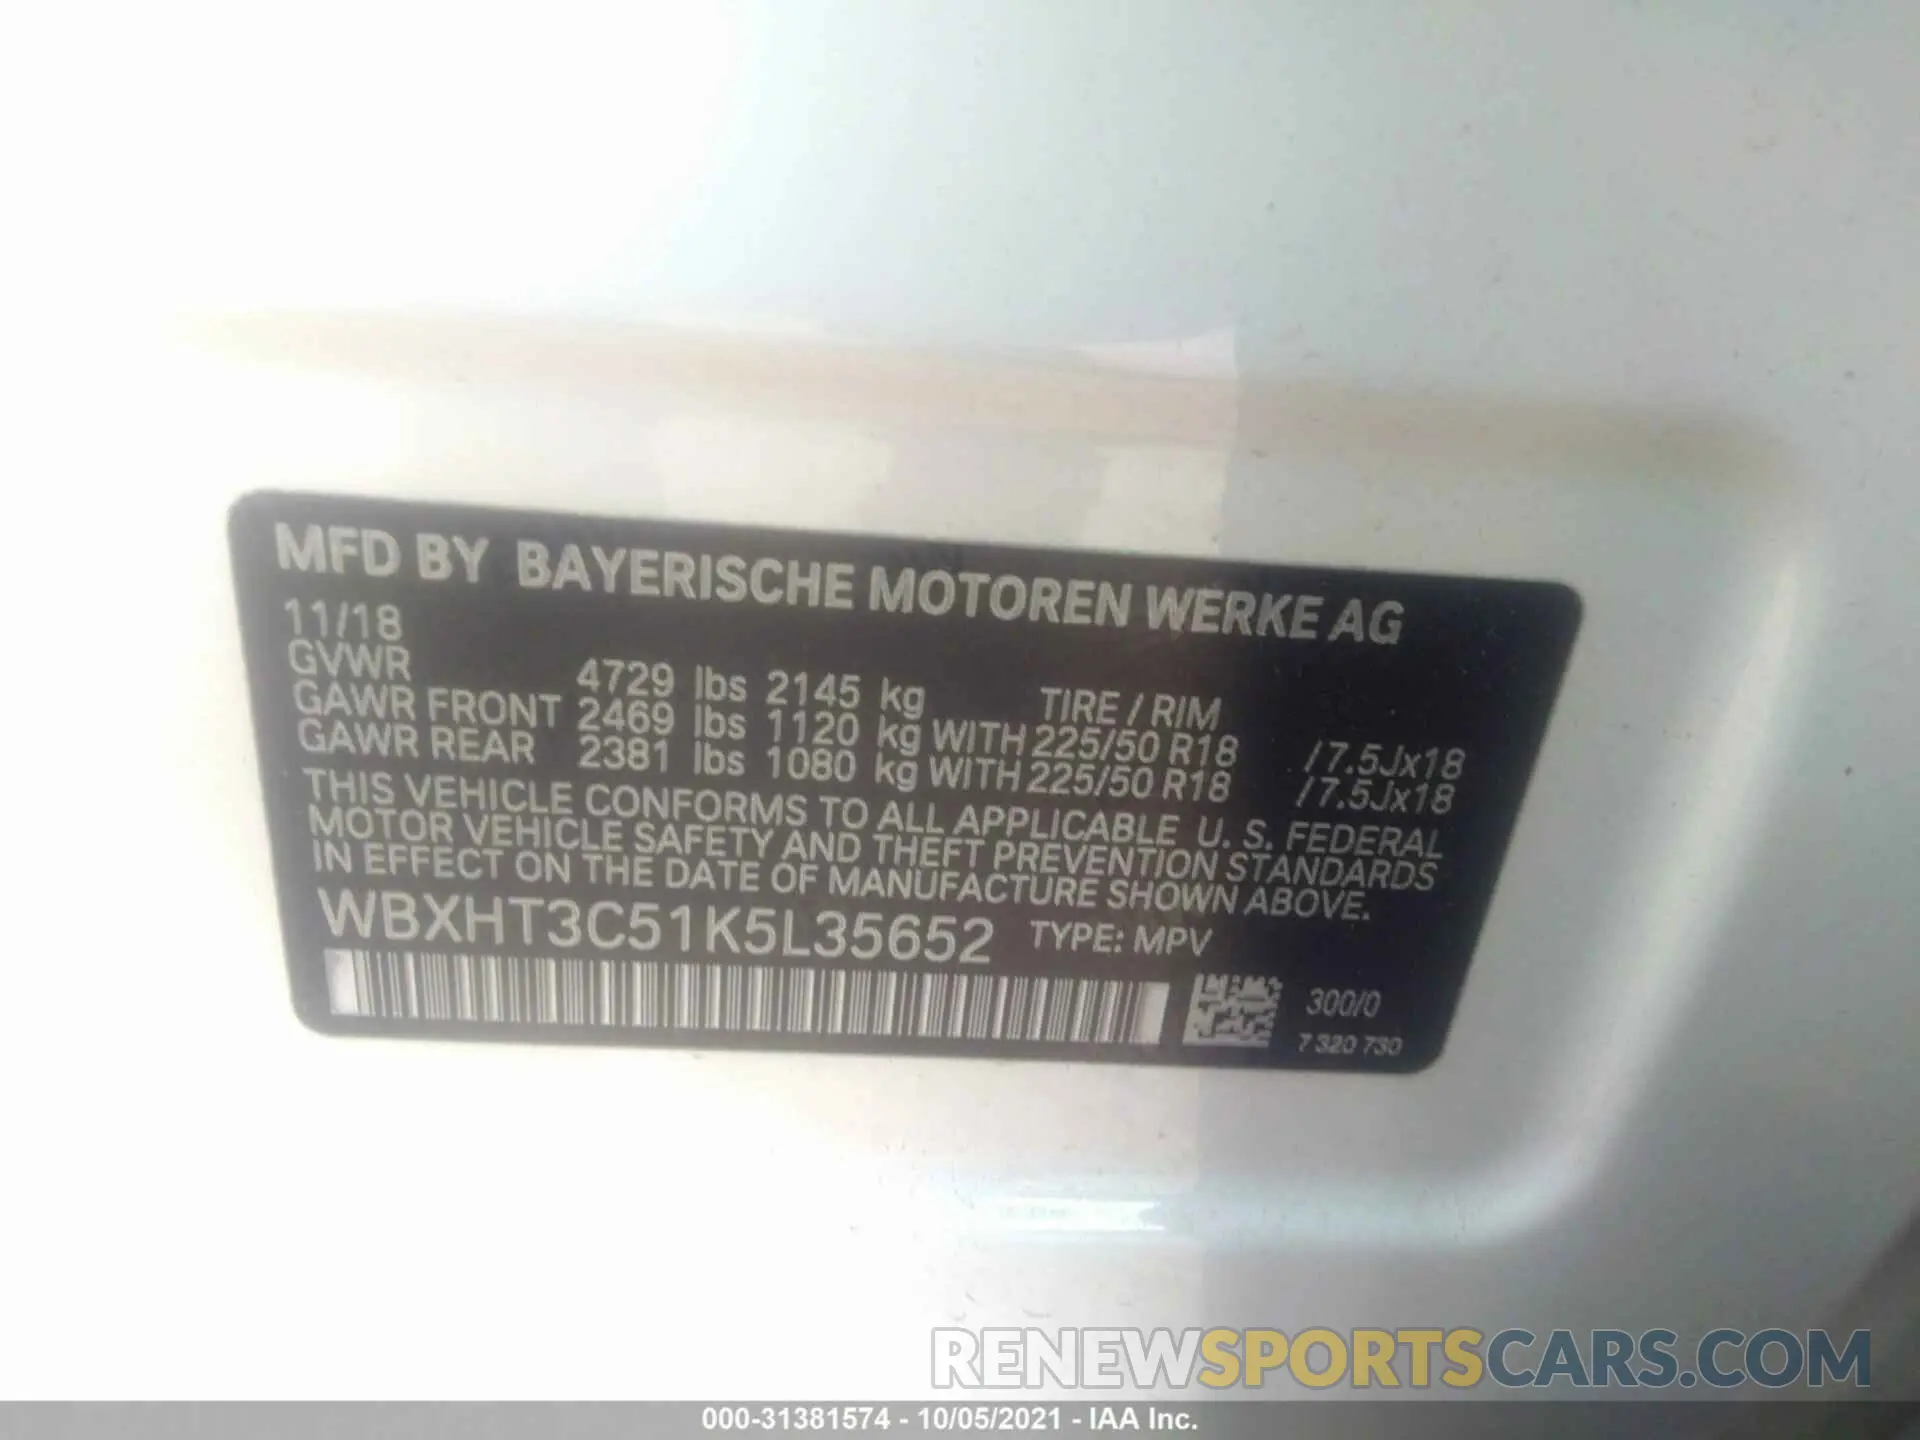 MFD BY BAYERISCHE MOTOREN WERKE AG
11/18
GVWR 4729 lbs 2145 kg TIRE / RIM
GAWR FRONT 2469 lbs 1120 kg WITH 225/50 R18 /7.5Jx18
GAWR REAR 2381 lbs 1080 kg WITH 225/50 R18 /7.5Jx18
THIS VEHICLE CONFORMS TO ALL APPLICABLE U. S. FEDERAL
MOTOR VEHICLE SAFETY AND THEFT PREVENTION STANDARDS
IN EFFECT ON THE DATE OF MANUFACTURE SHOWN ABOVE.
WBXHT3C51K5L35652 TYPE: MPV
300/0
7 320 730
RENEWSPORTSCARS.COM
000-31381574 - 10/05/2021 - IAA Inc.